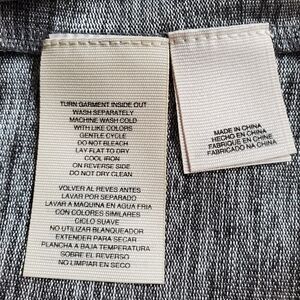 TURN GARMENT INSIDE OUT
WASH SEPARATELY
MACHINE WASH COLD
WITH LIKE COLORS
GENTLE CYCLE
DO NOT BLEACH
LAY FLAT TO DRY
COOL IRON
ON REVERSE SIDE
DO NOT DRY CLEAN
VOLVER AL REVES ANTES
LAVAR POR SEPARADO
LAVAR A MAQUINA EN AGUA FRIA
CON COLORES SIMILARES
CICLO SUAVE
NO UTILIZAR BLANQUEADOR
EXTENDER PARA SECAR
PLANCHA A BAJA TEMPERATURA
SOBRE EL REVERSO
NO LIMPIAR EN SECO
MADE IN CHINA
HECHO EN CHINA
FABRIQUE EN CHINE
FABRICADO NA CHINA